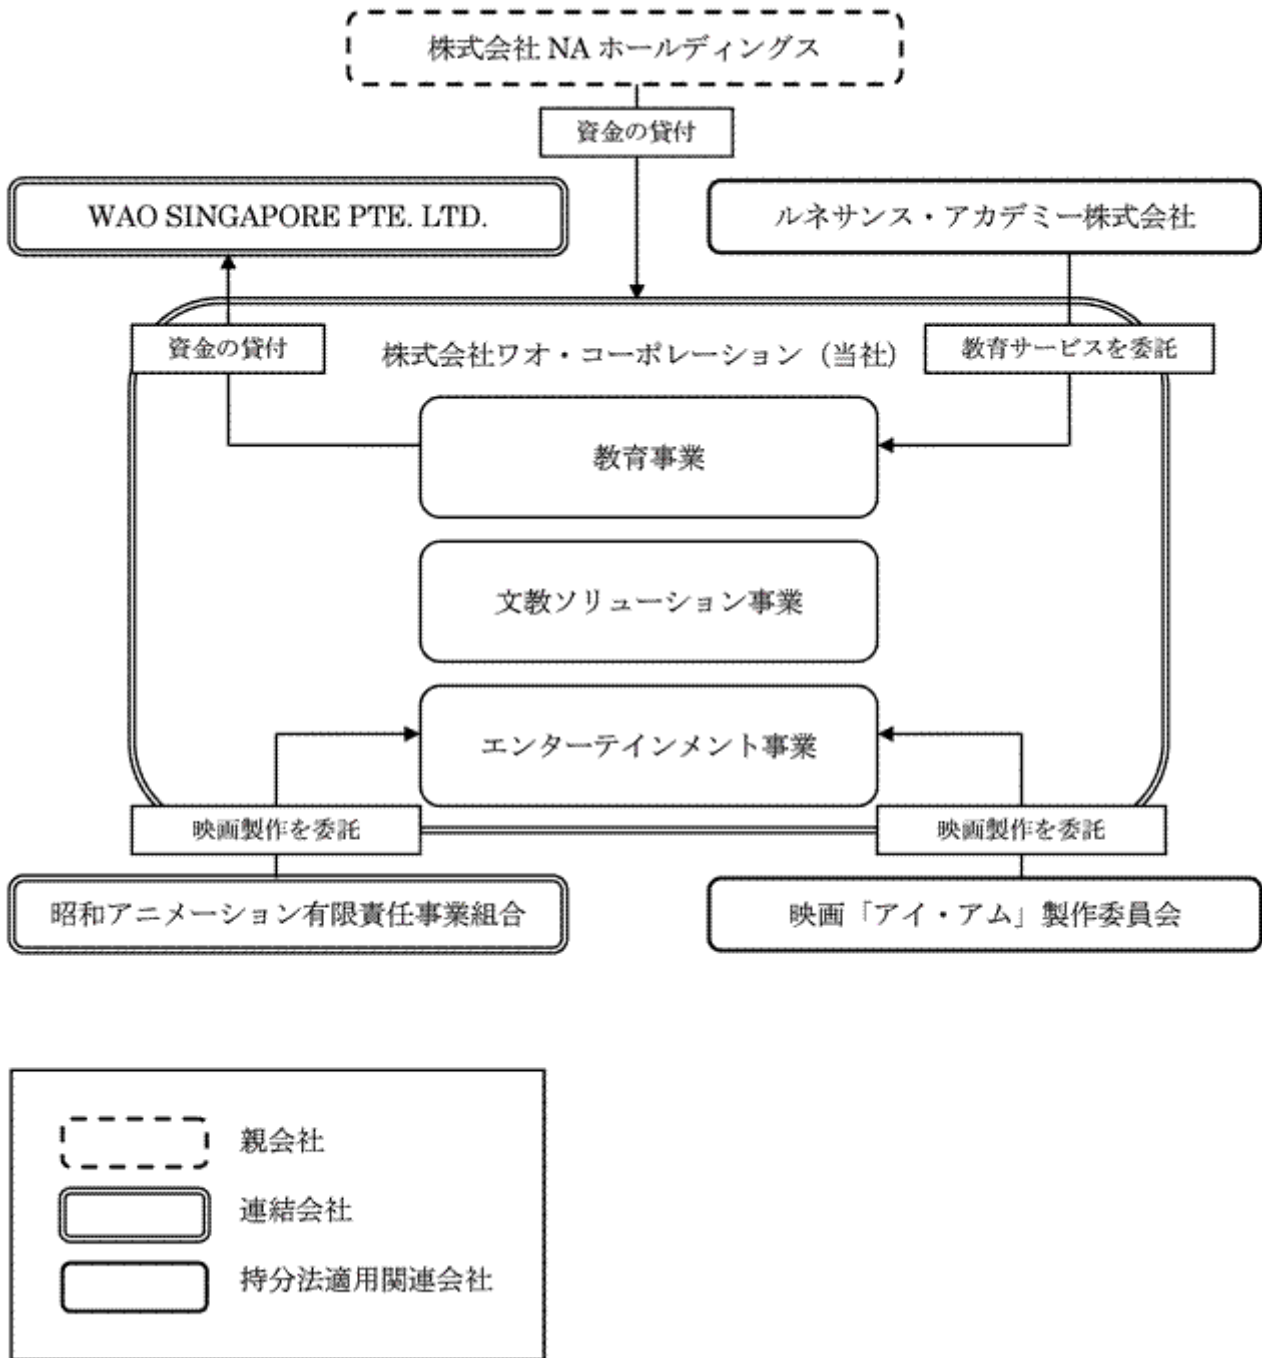 株式会社 NA ホールディングス
資金の貸付
WAO SINGAPORE PTE. LTD.
ルネサンス・アカデミー株式会社
資金の貸付
株式会社ワオ・コーポレーション（当社）
教育サービスを委託
教育事業
文教ソリューション事業
エンターテインメント事業
映画製作を委託
映画製作を委託
昭和アニメーション有限責任事業組合
映画「アイ・アム」製作委員会
親会社
連結会社
持分法適用関連会社